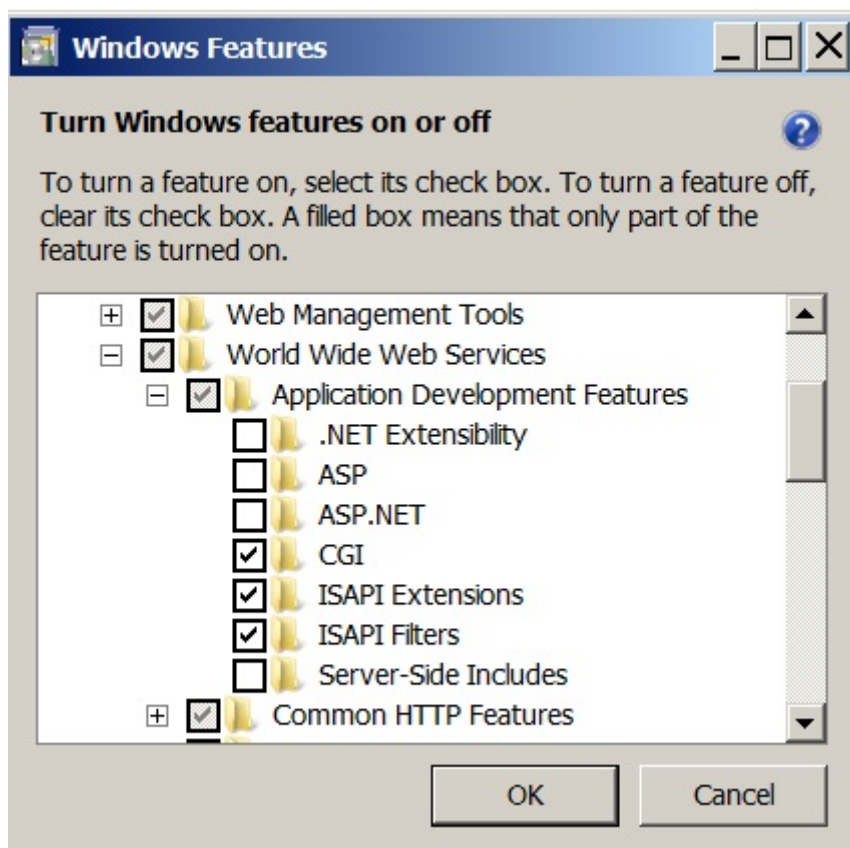 Windows Features
Turn Windows features on or off
To turn a feature on, select its check box. To turn a feature off,
clear its check box. A filled box means that only part of the
feature is turned on.
Web Management Tools
World Wide Web Services
Application Development Features
.NET Extensibility
ASP
ASP.NET
CGI
ISAPI Extensions
ISAPI Filters
Server-Side Includes
Common HTTP Features
OK Cancel